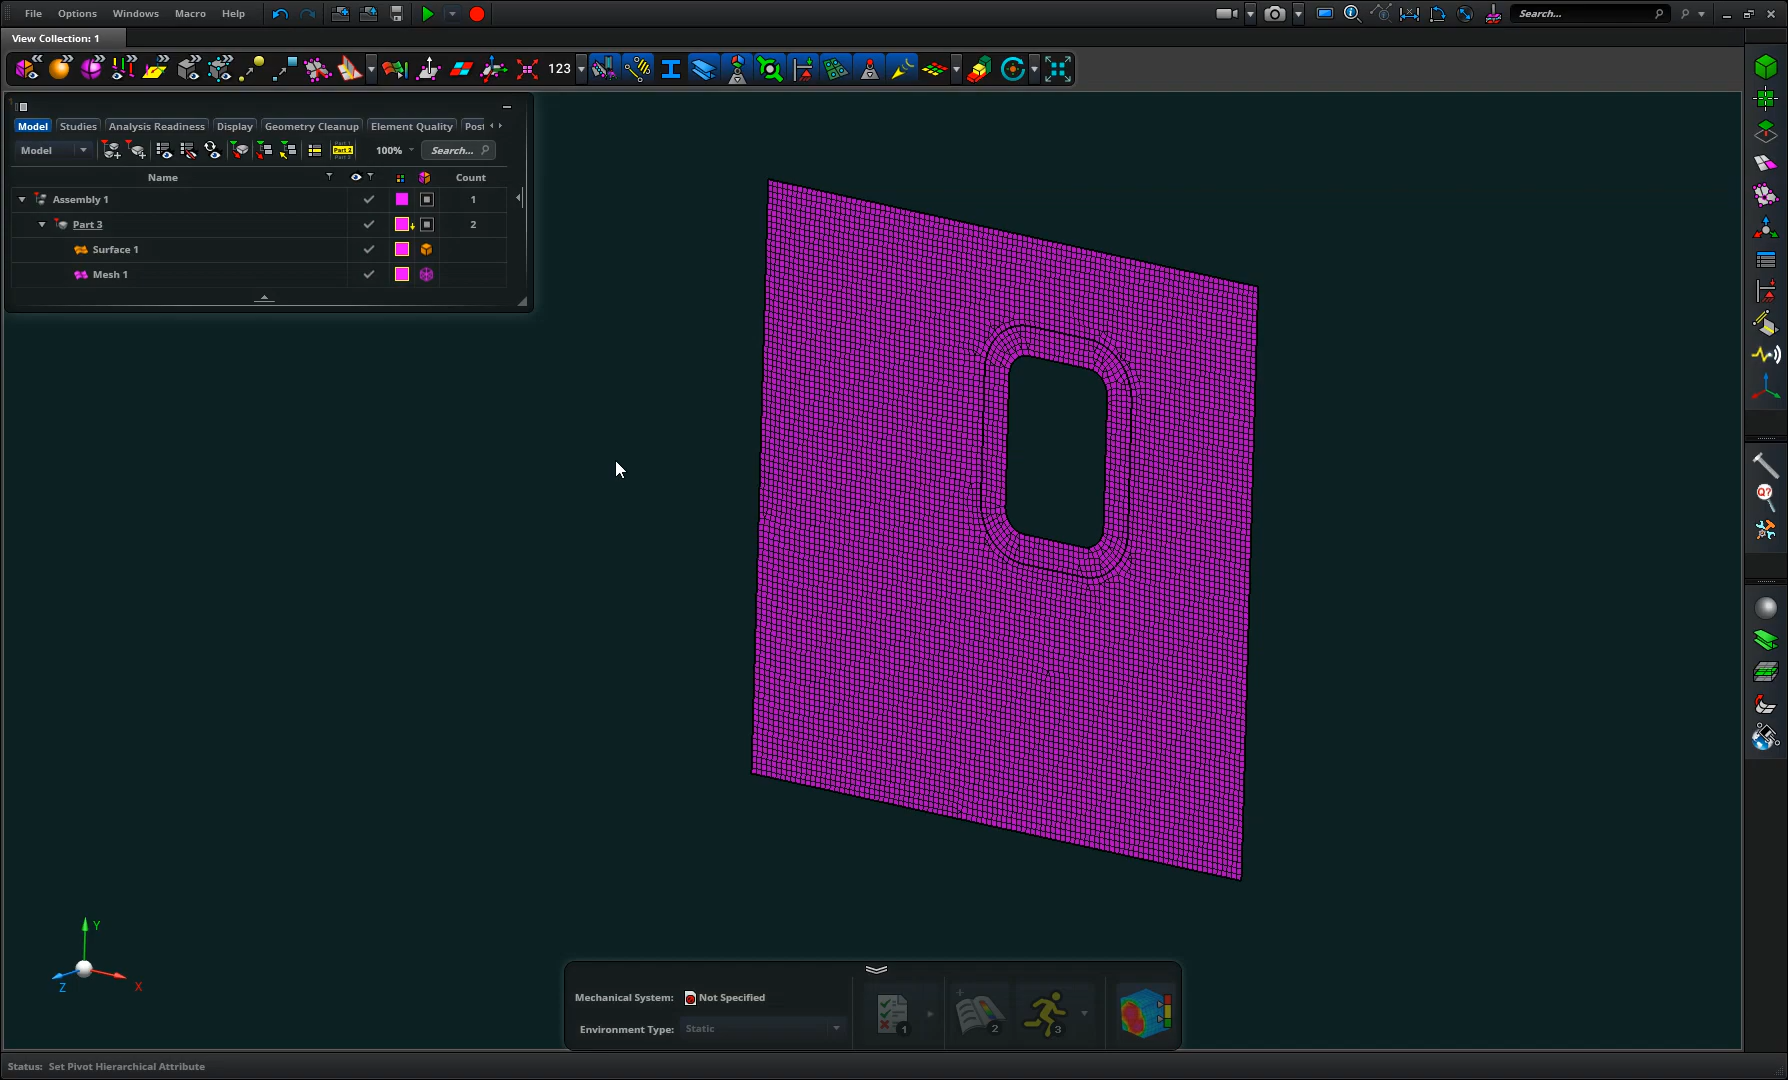 File Options Windows Macro Help Search...
View Collection: 1
123
Model Studies Analysis Readiness Display Geometry Cleanup Element Quality Post
Model 100% Search...
Name Count
Assembly 1 1
Part 3 2
Surface 1
Mesh 1
Q?
Y
Z X
Mechanical System: Not Specified
1 2 3
Environment Type: Static
Status: Set Pivot Hierarchical Attribute